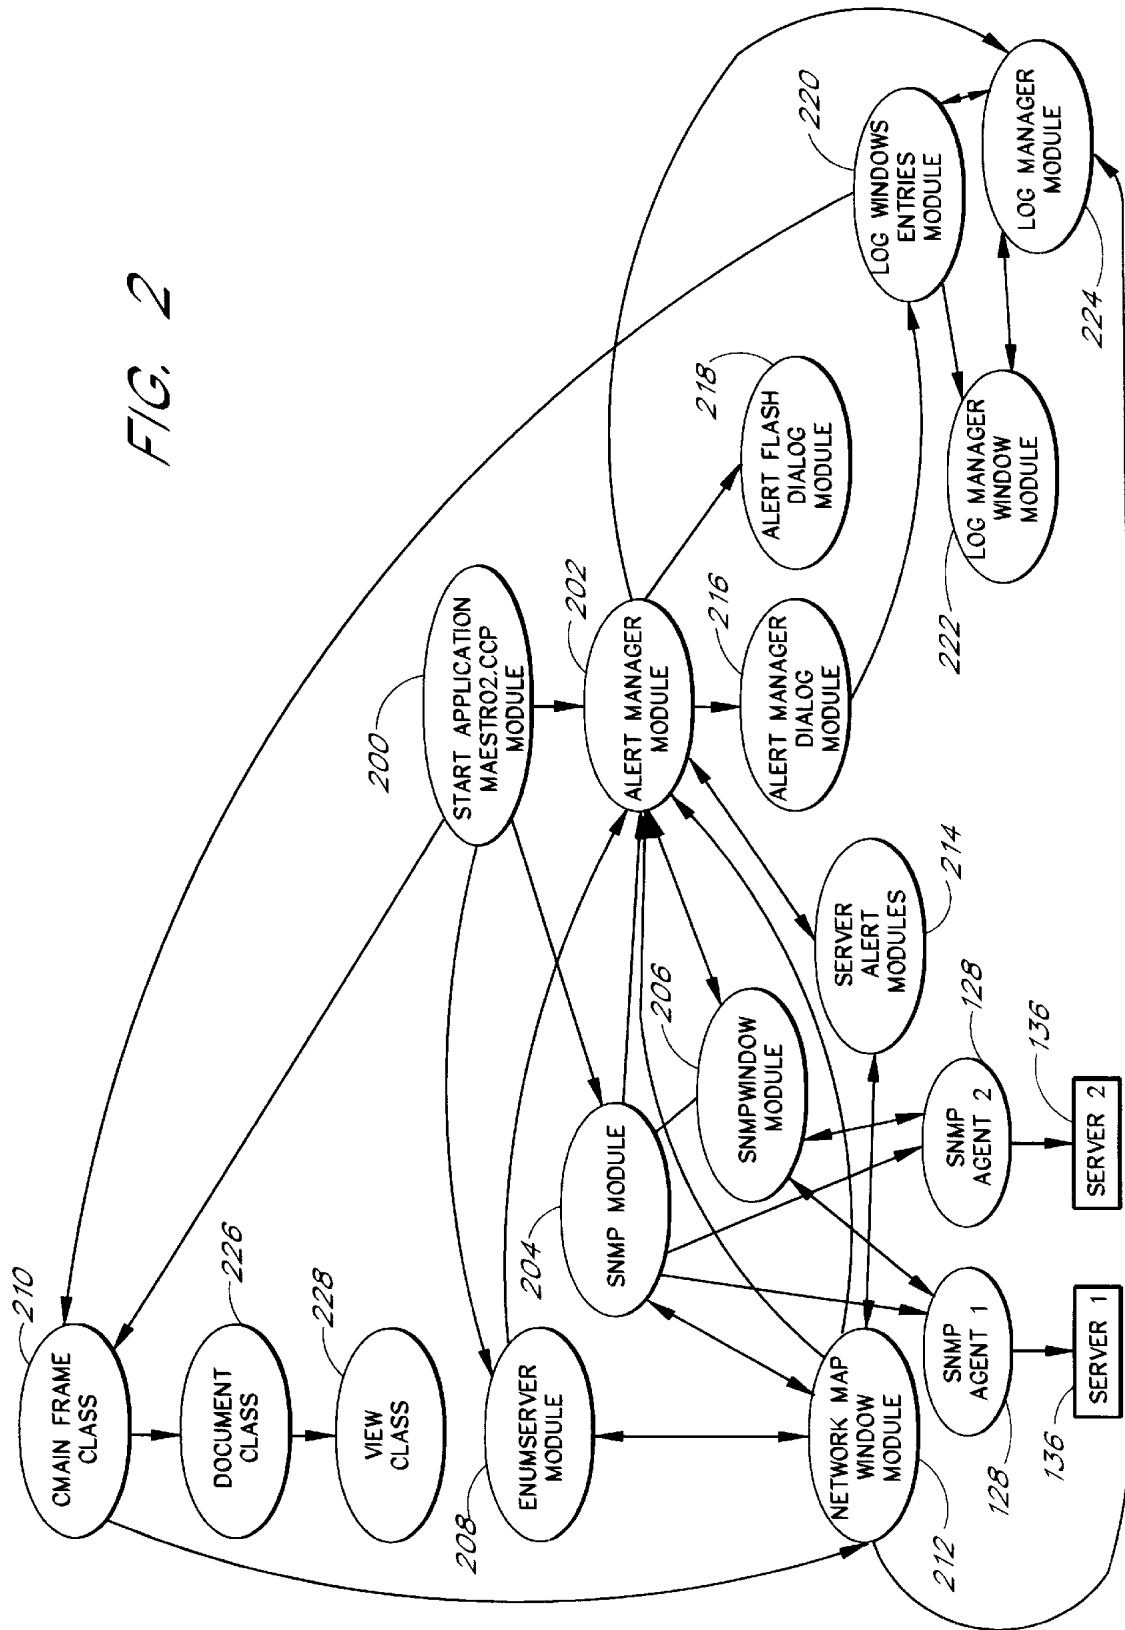 FIG. 2
210
CMAIN FRAME
CLASS
226
DOCUMENT
CLASS
228
VIEW
CLASS
200
START APPLICATION
MAESTRO2.CCP
MODULE
208
ENUMSERVER
MODULE
204
SNMP MODULE
202
ALERT MANAGER
MODULE
206
SNMPWINDOW
MODULE
216
ALERT MANAGER
DIALOG
MODULE
218
ALERT FLASH
DIALOG
MODULE
220
LOG WINDOWS
ENTRIES
MODULE
212
NETWORK MAP
WINDOW
MODULE
214
SERVER
ALERT
MODULES
222
LOG MANAGER
WINDOW
MODULE
224
LOG MANAGER
MODULE
128
SNMP
AGENT 1
128
SNMP
AGENT 2
136
SERVER 1
136
SERVER 2